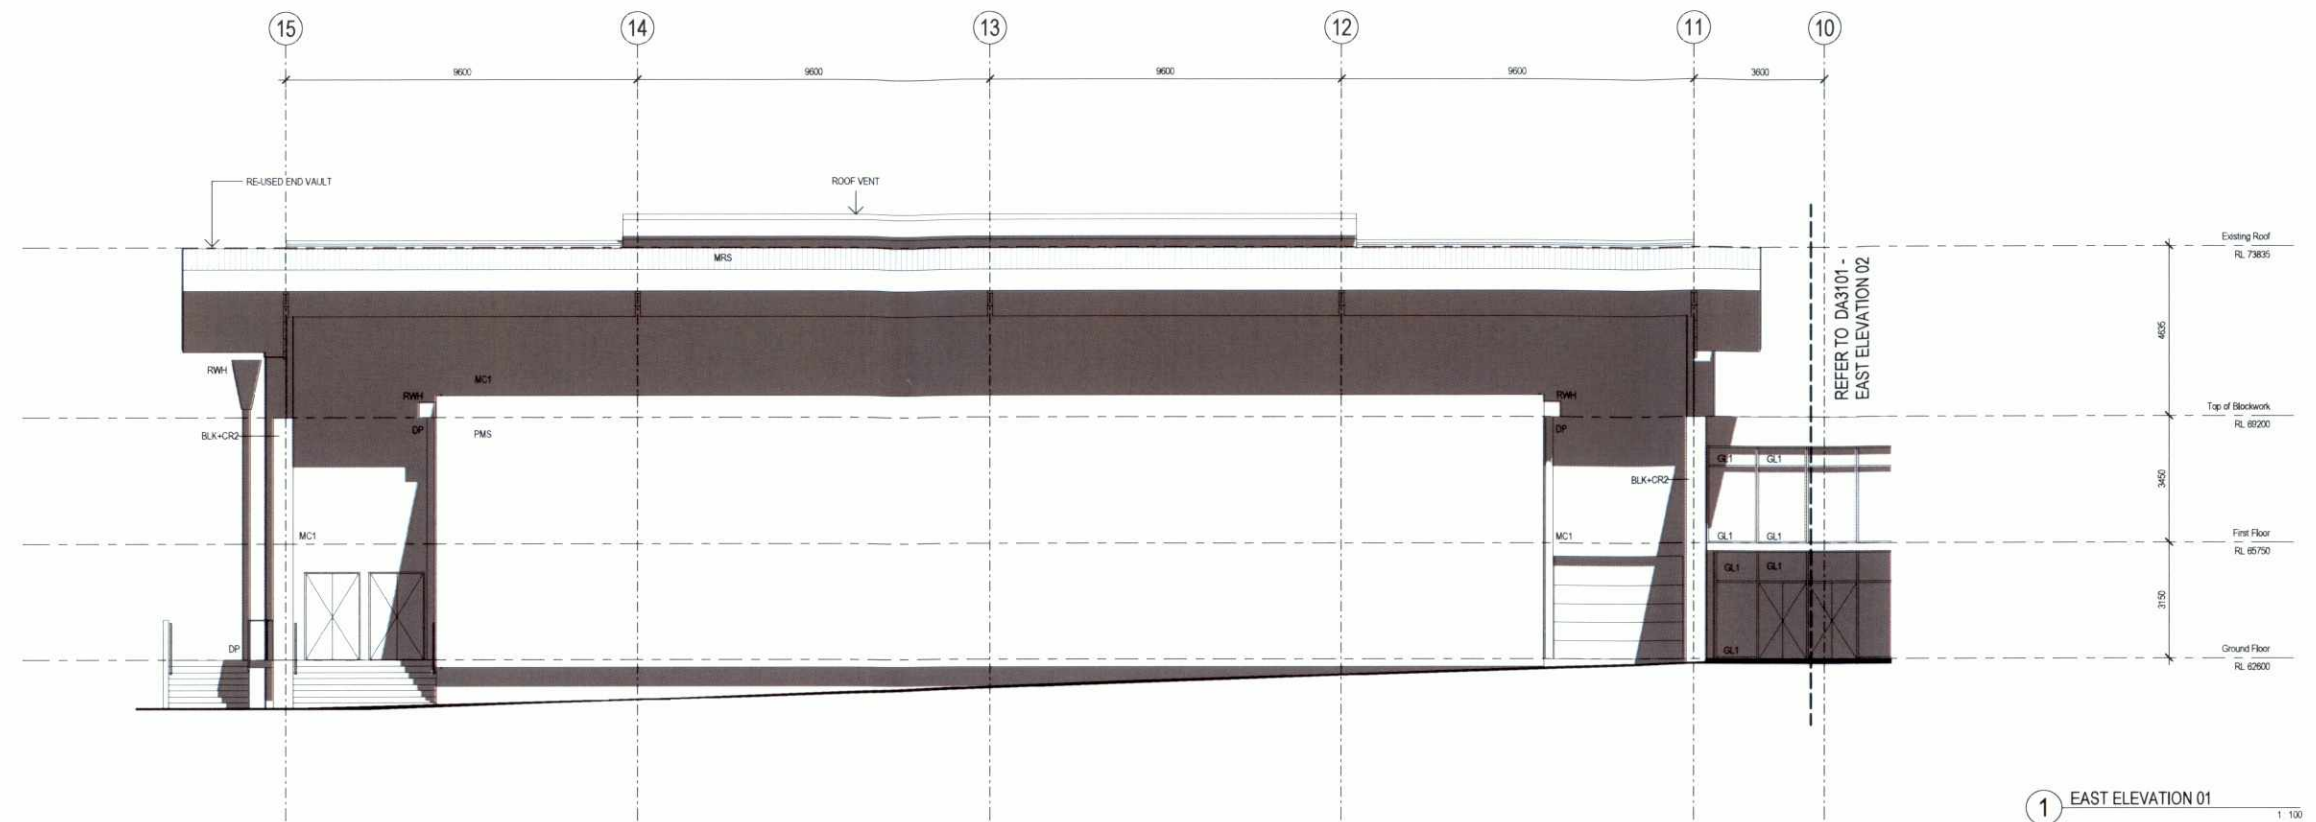 15
14
13
12
11
10
9600
9600
9600
9600
3600
RE-USED END VAULT
ROOF VENT
MRS
Existing Roof
RL 73835
REFER TO DA3101 -
EAST ELEVATION 02
4635
RWH
MC1
RWH
RWH
Top of Blockwork
RL 69200
BLK+CR2
DP
PMS
DP
GL1
GL1
BLK+CR2
3450
MC1
MC1
GL1
GL1
First Floor
RL 65750
GL1
GL1
3150
DP
GL1
Ground Floor
RL 62600
1
EAST ELEVATION 01
1 100